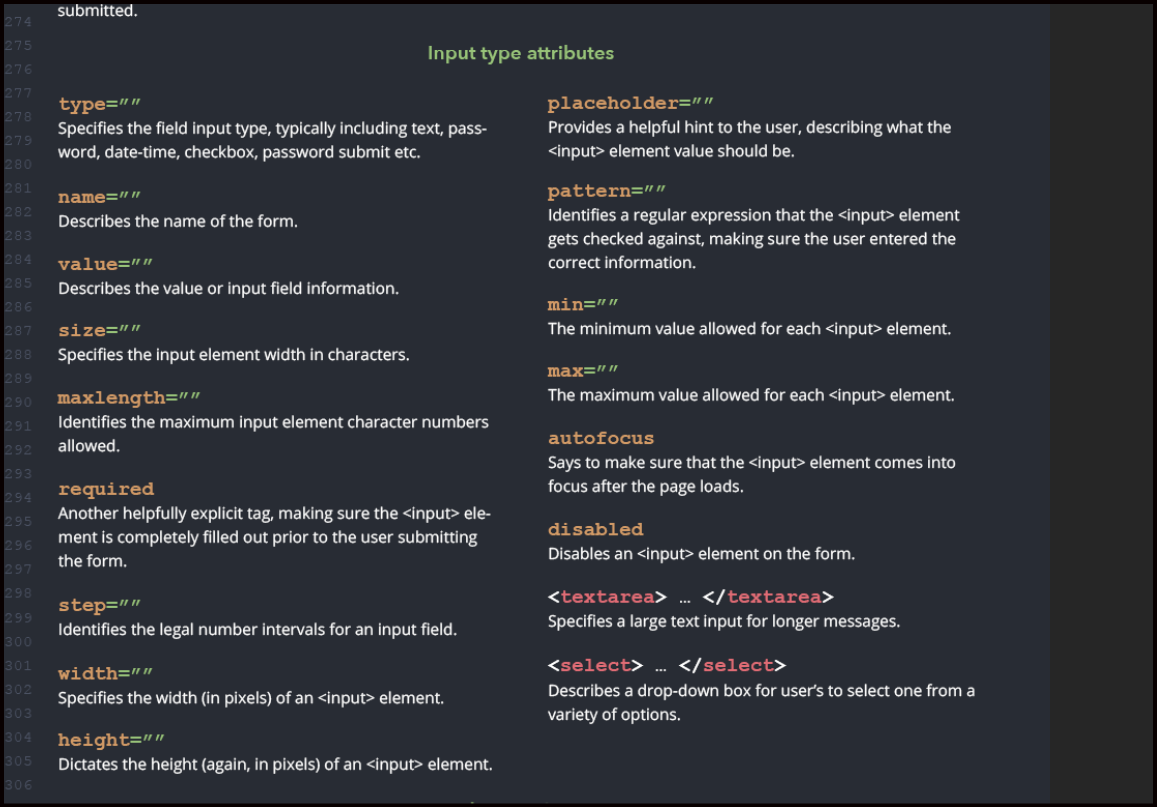 submitted.
Input type attributes
type=""
Specifies the field input type, typically including text, pass-
word, date-time, checkbox, password submit etc.
name=""
Describes the name of the form.
value=""
Describes the value or input field information.
size=""
Specifies the input element width in characters.
maxlength=""
Identifies the maximum input element character numbers
allowed.
required
Another helpfully explicit tag, making sure the <input> ele-
ment is completely filled out prior to the user submitting
the form.
step=""
Identifies the legal number intervals for an input field.
width=""
Specifies the width (in pixels) of an <input> element.
height=""
Dictates the height (again, in pixels) of an <input> element.
placeholder=""
Provides a helpful hint to the user, describing what the
<input> element value should be.
pattern=""
Identifies a regular expression that the <input> element
gets checked against, making sure the user entered the
correct information.
min=""
The minimum value allowed for each <input> element.
max=""
The maximum value allowed for each <input> element.
autofocus
Says to make sure that the <input> element comes into
focus after the page loads.
disabled
Disables an <input> element on the form.
<textarea> … </textarea>
Specifies a large text input for longer messages.
<select> … </select>
Describes a drop-down box for user's to select one from a
variety of options.
274
275
276
277
278
279
280
281
282
283
284
285
286
287
288
289
290
291
292
293
294
295
296
297
298
299
300
301
302
303
304
305
306